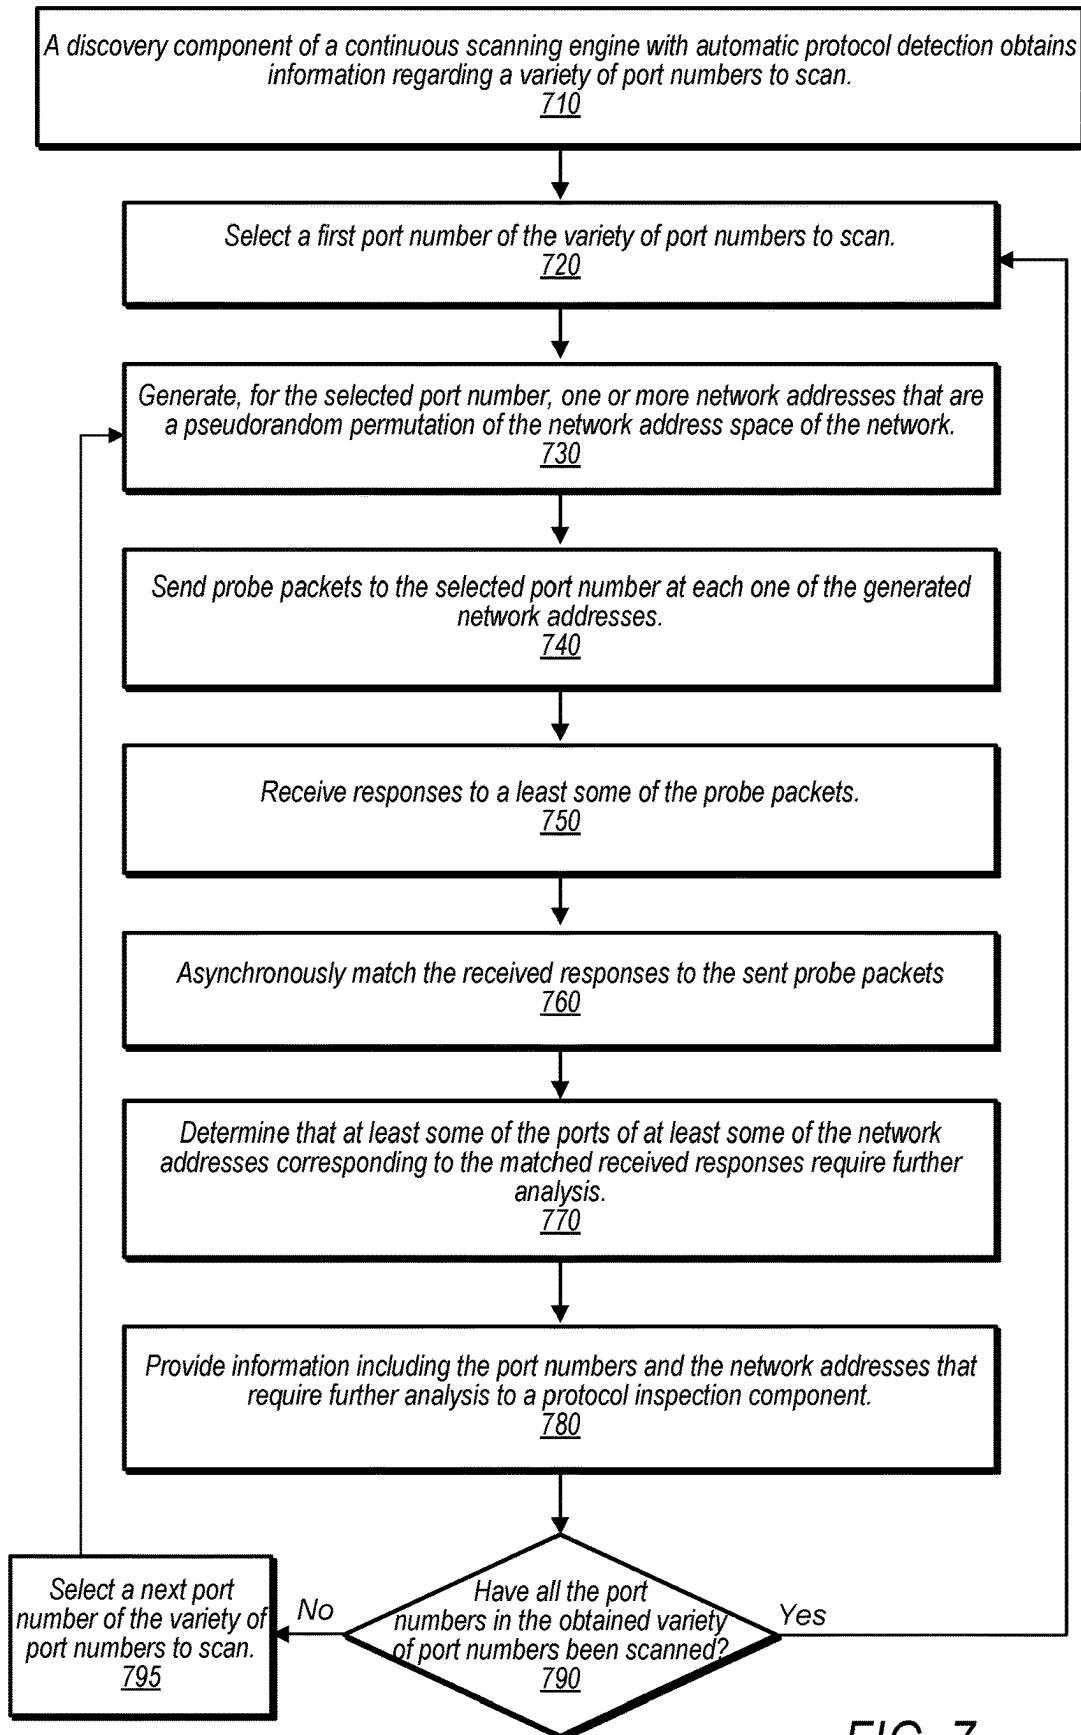 A discovery component of a continuous scanning engine with automatic protocol detection obtains
information regarding a variety of port numbers to scan.
710
Select a first port number of the variety of port numbers to scan.
720
Generate, for the selected port number, one or more network addresses that are
a pseudorandom permutation of the network address space of the network.
730
Send probe packets to the selected port number at each one of the generated
network addresses.
740
Receive responses to a least some of the probe packets.
750
Asynchronously match the received responses to the sent probe packets
760
Determine that at least some of the ports of at least some of the network
addresses corresponding to the matched received responses require further
analysis.
770
Provide information including the port numbers and the network addresses that
require further analysis to a protocol inspection component.
780
Have all the port
numbers in the obtained variety
of port numbers been scanned?
790
No
Yes
Select a next port
number of the variety of
port numbers to scan.
795
FIG. 7